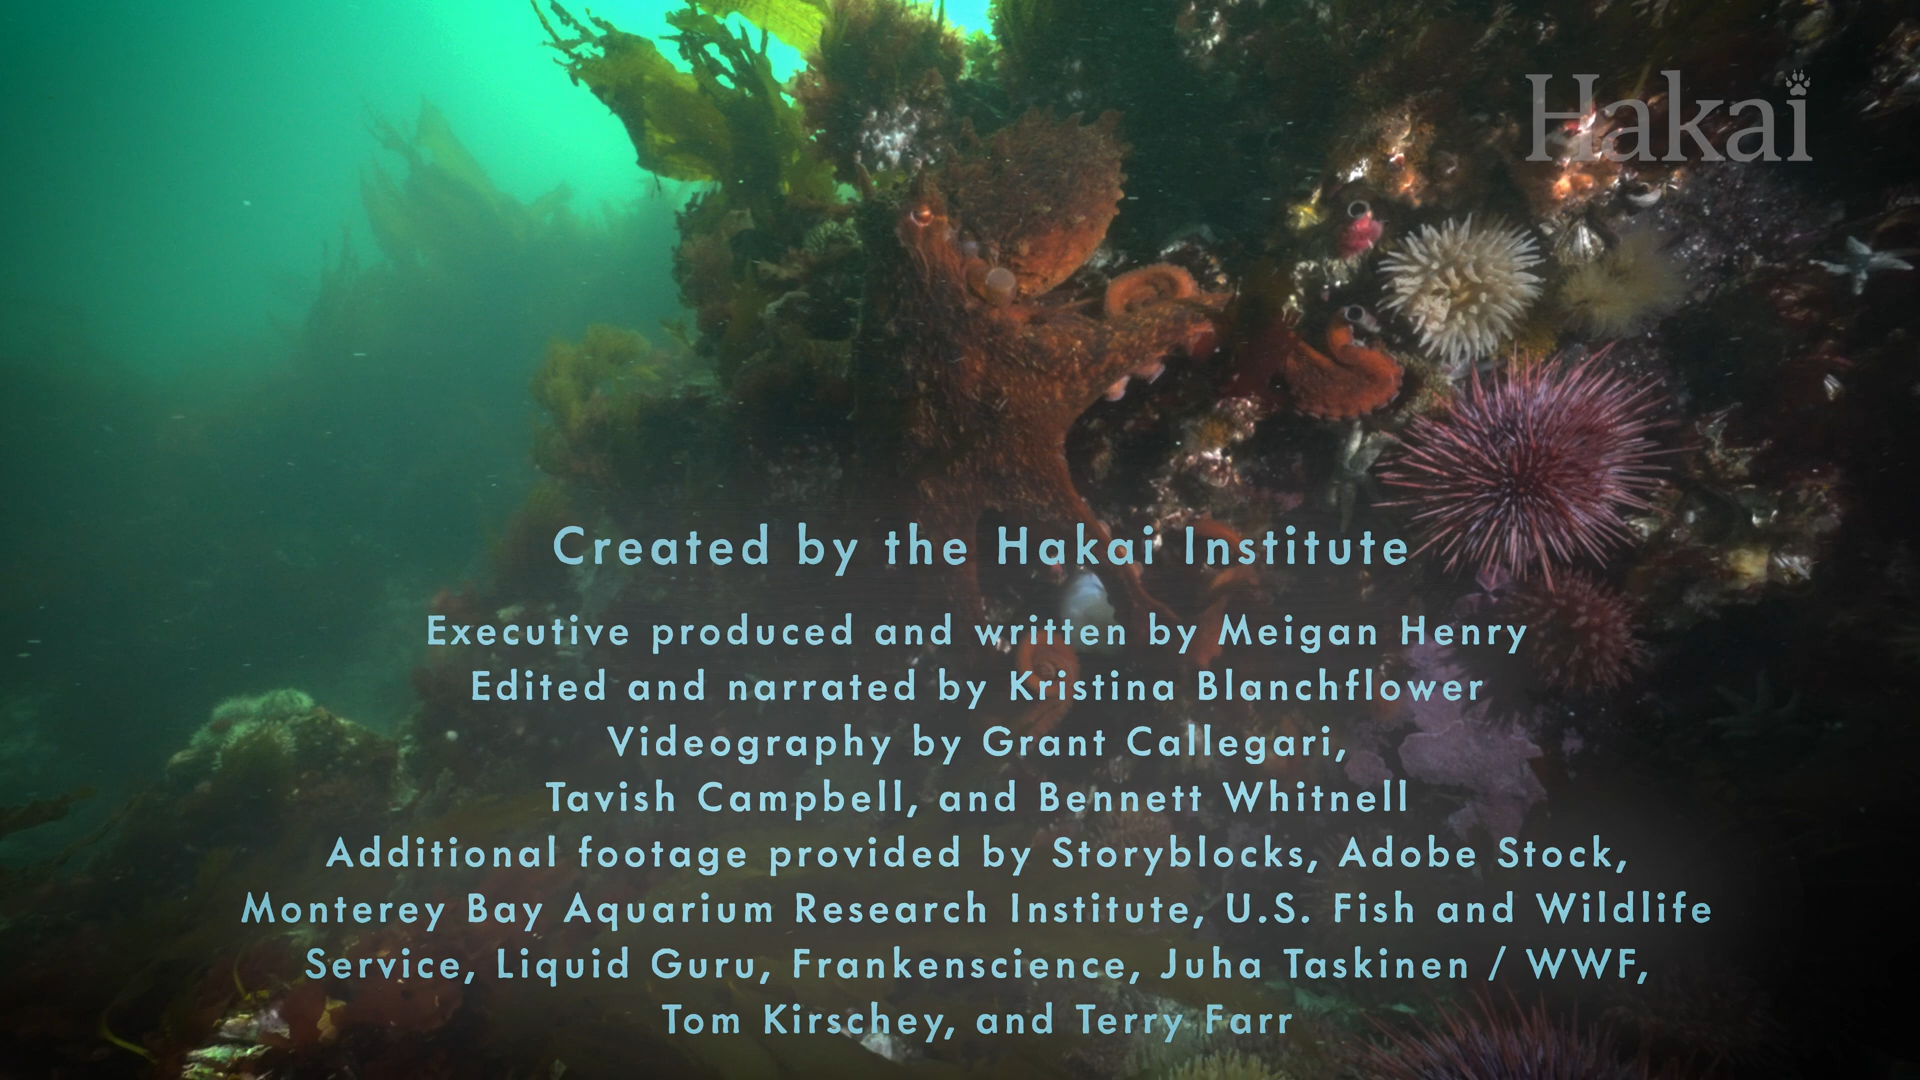 Hakai
Created by the Hakai Institute
Executive produced and written by Meigan Henry
Edited and narrated by Kristina Blanchflower
Videography by Grant Callegari,
Tavish Campbell, and Bennett Whitnell
Additional footage provided by Storyblocks, Adobe Stock,
Monterey Bay Aquarium Research Institute, U.S. Fish and Wildlife
Service, Liquid Guru, Frankenscience, Juha Taskinen / WWF,
Tom Kirschey, and Terry Farr